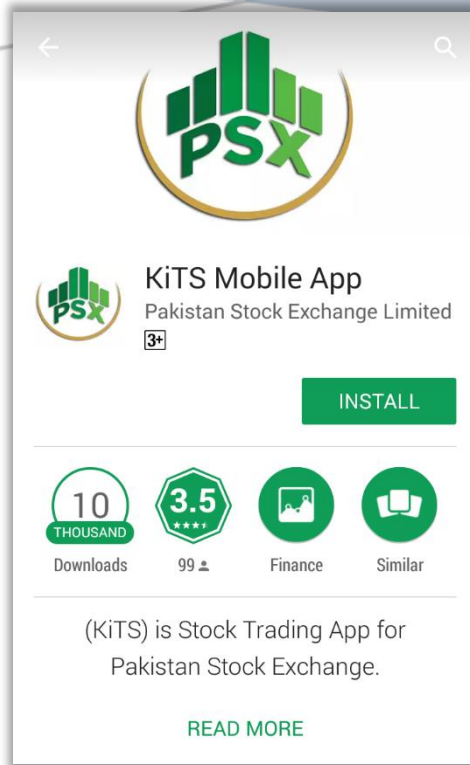 PSX
PSX
KiTS Mobile App
Pakistan Stock Exchange Limited
3+
INSTALL
10
THOUSAND
Downloads
3.5
99
Finance
Similar
(KiTS) is Stock Trading App for
Pakistan Stock Exchange.
READ MORE